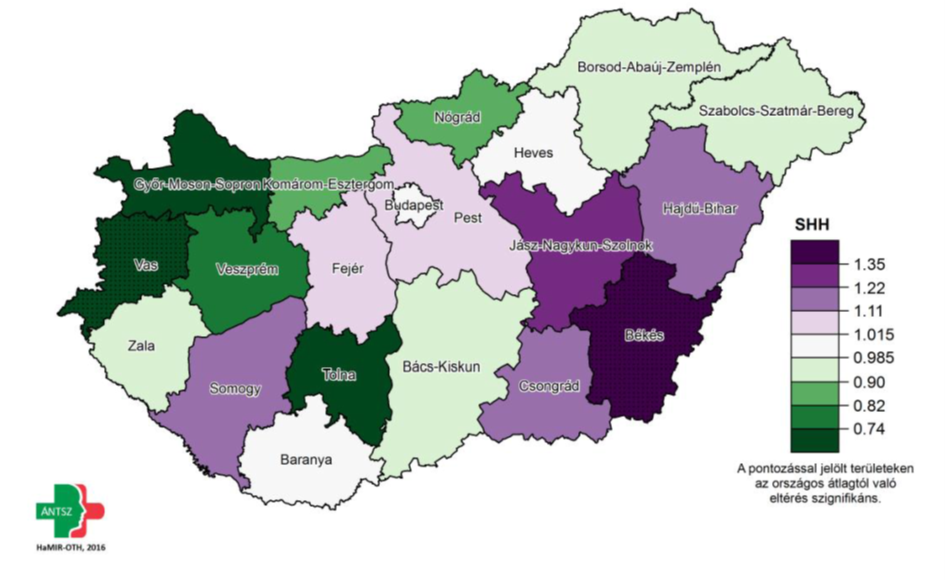 Borsod-Abaúj-Zemplén
Szabolcs-Szatmár-Bereg
Nógrád
Heves
Győr-Moson-Sopron
Komárom-Esztergom
Budapest
Pest
Hajdú-Bihar
Jász-Nagykun-Szolnok
Vas
Veszprém
Fejér
Békés
Zala
Bács-Kiskun
Tolna
Somogy
Csongrád
Baranya
SHH
1.35
1.22
1.11
1.015
0.985
0.90
0.82
0.74
A pontozással jelölt területeken
az országos átlagtól való
eltérés szignifikáns.
ÁNTSZ
HaMIR-OTH, 2016